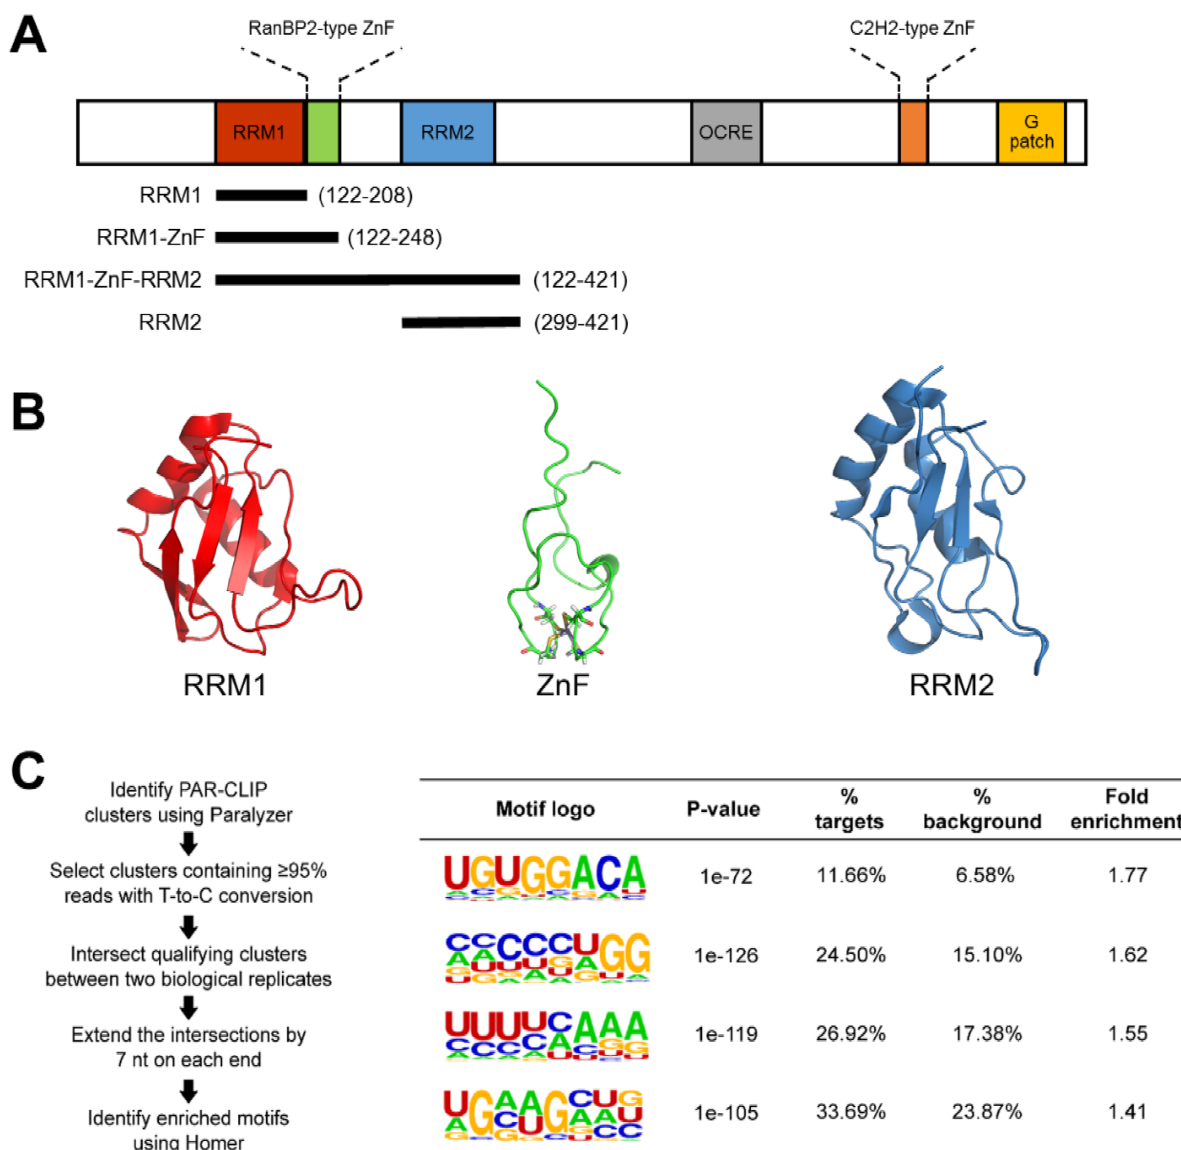 A
RanBP2-type ZnF
C2H2-type ZnF
RRM1
RRM2
OCRE
G
patch
RRM1 (122-208)
RRM1-ZnF (122-248)
RRM1-ZnF-RRM2 (122-421)
RRM2 (299-421)
B
RRM1
ZnF
RRM2
C
Identify PAR-CLIP
clusters using Paralyzer
Select clusters containing ≥95%
reads with T-to-C conversion
Intersect qualifying clusters
between two biological replicates
Extend the intersections by
7 nt on each end
Identify enriched motifs
using Homer
Motif logo P-value % targets % background Fold enrichment
UGUGGACA 1e-72 11.66% 6.58% 1.77
CCCCCUGG 1e-126 24.50% 15.10% 1.62
UUUUCAAA 1e-119 26.92% 17.38% 1.55
UGAAGCUG 1e-105 33.69% 23.87% 1.41